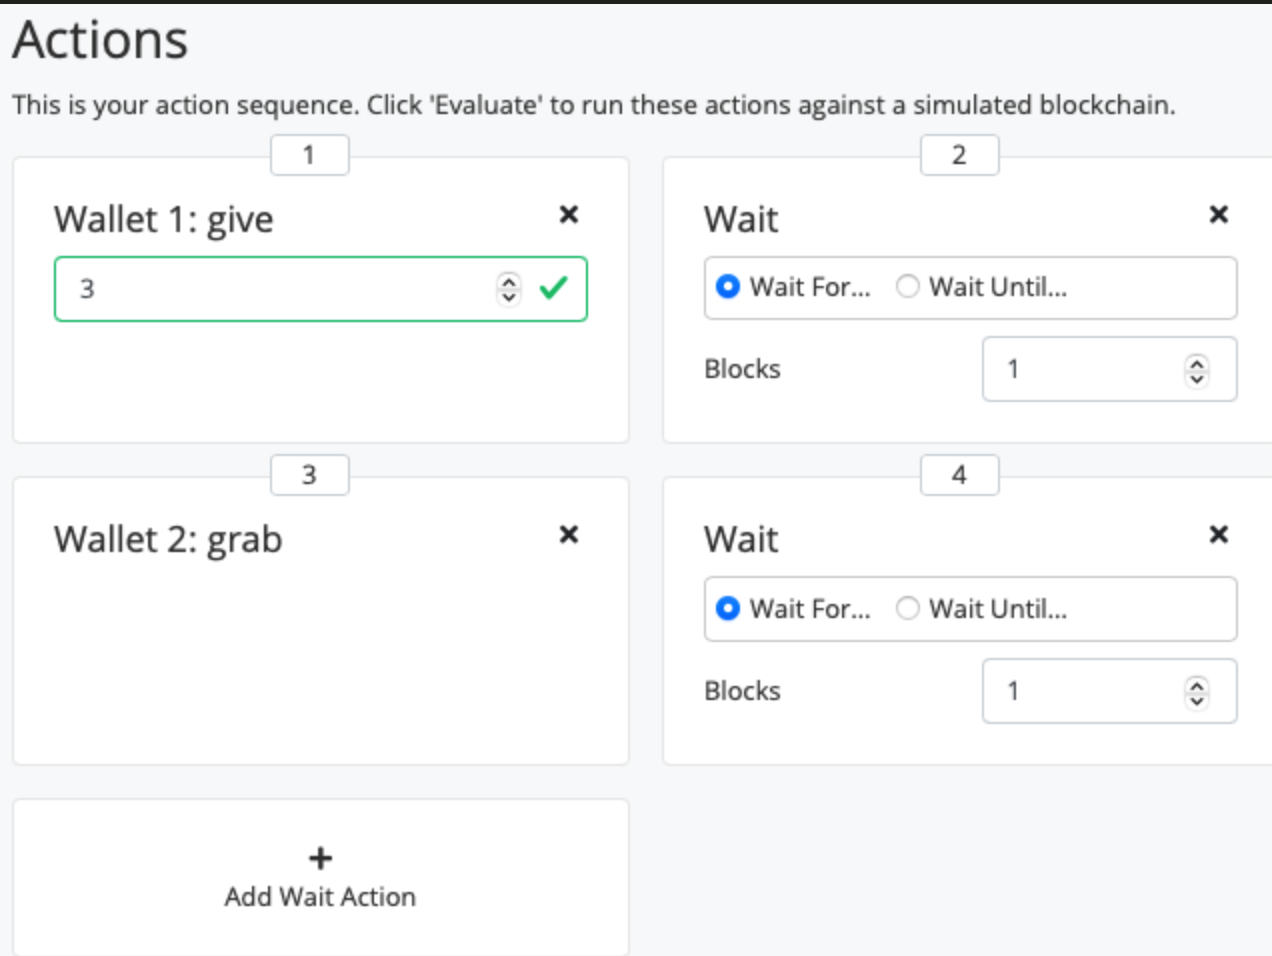 Actions
This is your action sequence. Click 'Evaluate' to run these actions against a simulated blockchain.
1
Wallet 1: give
3
2
Wait
Wait For... Wait Until...
Blocks 1
3
Wallet 2: grab
4
Wait
Wait For... Wait Until...
Blocks 1
Add Wait Action